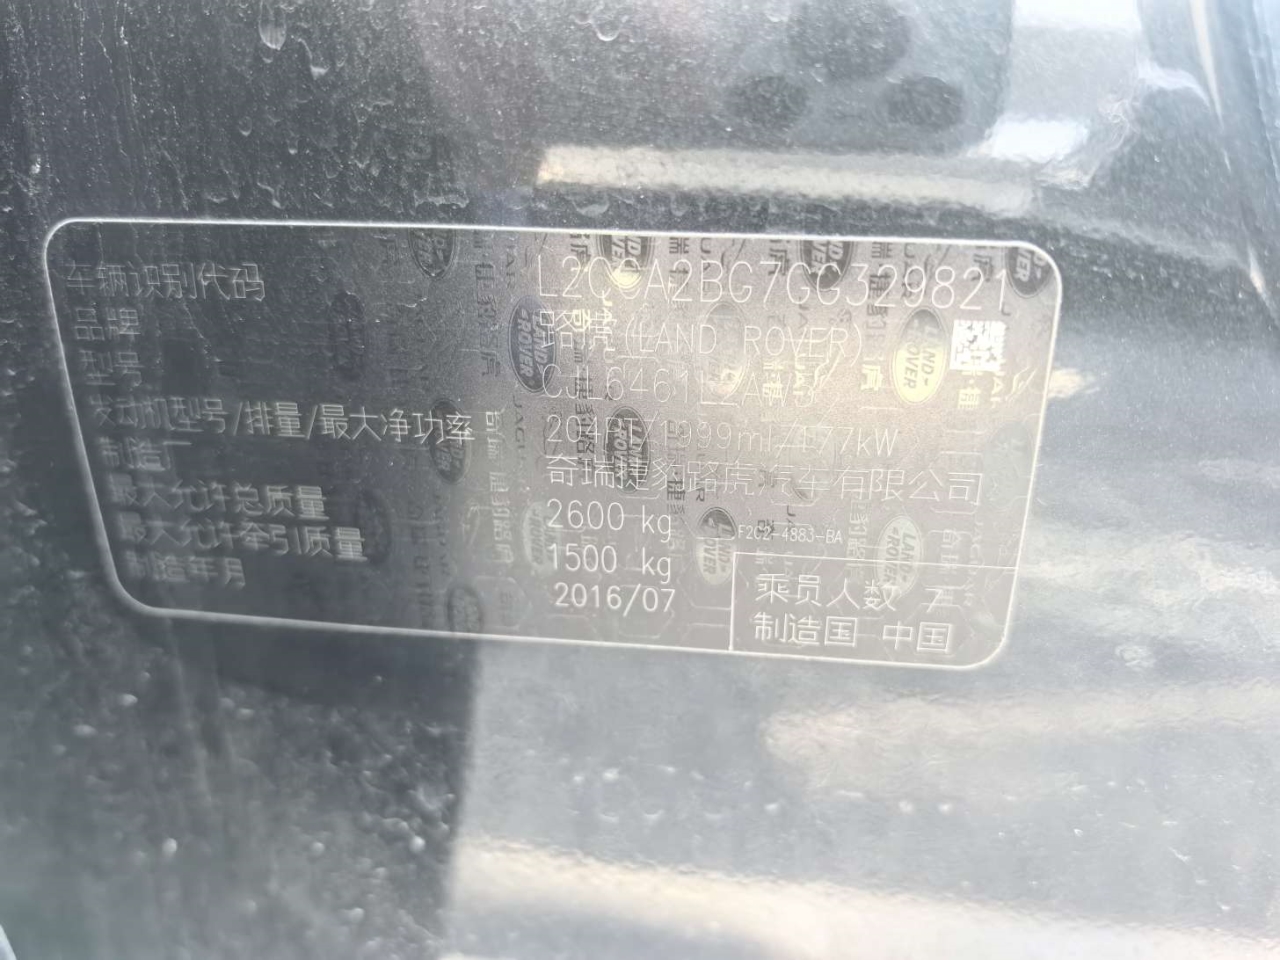 车辆识别代码 L2CCA2BG7GG329821
品牌 路虎(LAND ROVER)
型号
发动机型号/排量/最大净功率 204PT/1999ml/177kW
制造厂 奇瑞捷豹路虎汽车有限公司
最大允许总质量 2600 kg
最大允许牵引质量 1500 kg
F2C2-4883-BA
制造年月 2016/07
乘员人数 7
制造国 中国